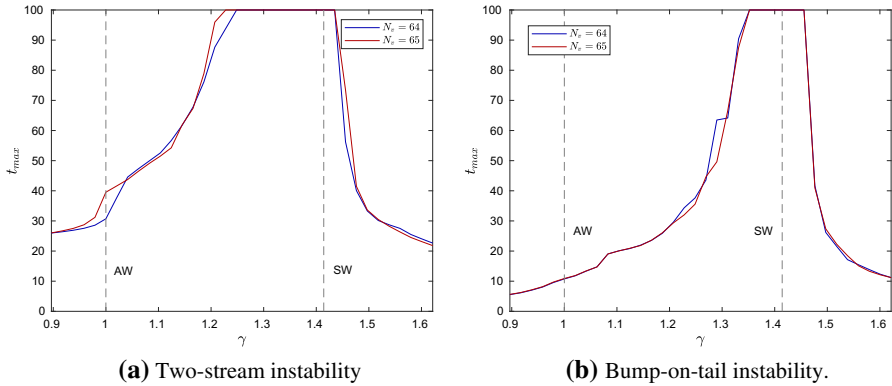 100
90
80
70
60
50
40
30
20
10
0
t_max
N_v = 64
N_v = 65
AW
SW
0.9 1 1.1 1.2 1.3 1.4 1.5 1.6
γ
(a) Two-stream instability
100
90
80
70
60
50
40
30
20
10
0
t_max
N_v = 64
N_v = 65
AW
SW
0.9 1 1.1 1.2 1.3 1.4 1.5 1.6
γ
(b) Bump-on-tail instability.